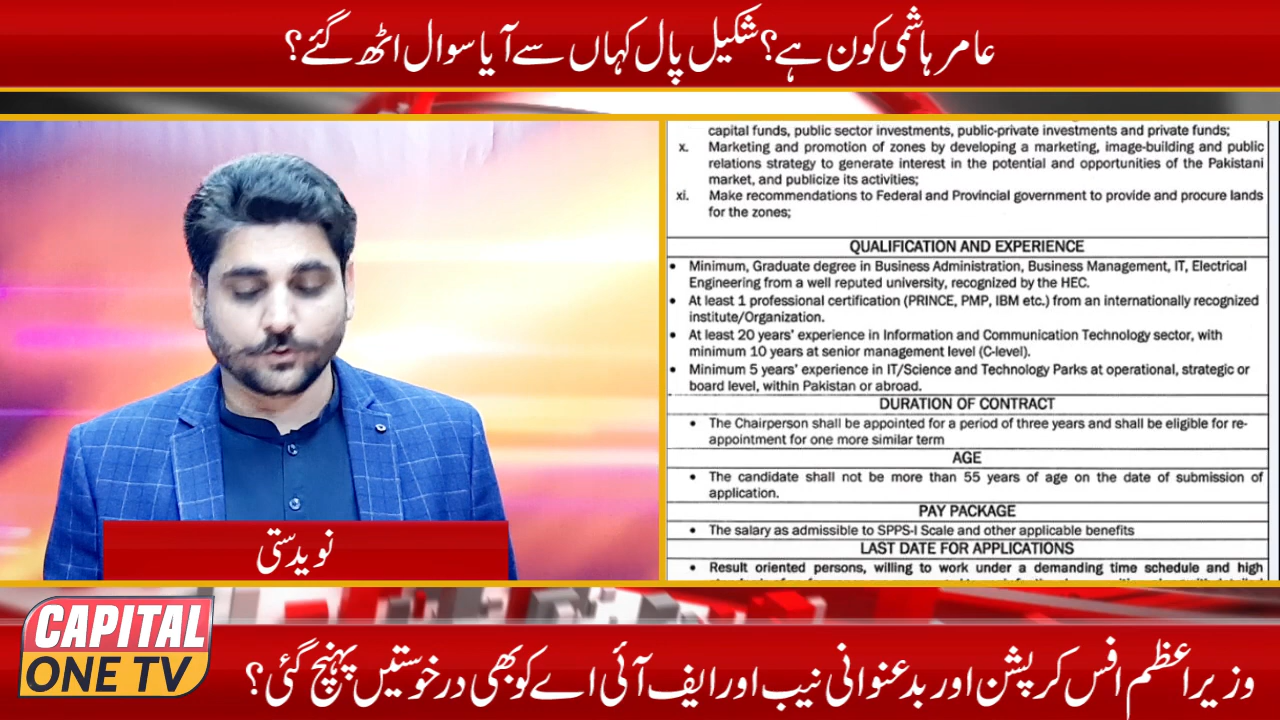 عامر ہاشمی کون ہے؟ شکیل پال کہاں سے آیا سوال اٹھ گئے؟
capital funds, public sector investments, public-private investments and private funds;
x. Marketing and promotion of zones by developing a marketing, image-building and public
relations strategy to generate interest in the potential and opportunities of the Pakistani
market, and publicize its activities;
xi. Make recommendations to Federal and Provincial government to provide and procure lands
for the zones;
QUALIFICATION AND EXPERIENCE
• Minimum, Graduate degree in Business Administration, Business Management, IT, Electrical
Engineering from a well reputed university, recognized by the HEC.
• At least 1 professional certification (PRINCE, PMP, IBM etc.) from an internationally recognized
institute/Organization.
• At least 20 years' experience in Information and Communication Technology sector, with
minimum 10 years at senior management level (C-level).
• Minimum 5 years' experience in IT/Science and Technology Parks at operational, strategic or
board level, within Pakistan or abroad.
DURATION OF CONTRACT
• The Chairperson shall be appointed for a period of three years and shall be eligible for re-
appointment for one more similar term
AGE
• The candidate shall not be more than 55 years of age on the date of submission of
application.
PAY PACKAGE
• The salary as admissible to SPPS-I Scale and other applicable benefits
LAST DATE FOR APPLICATIONS
• Result oriented persons, willing to work under a demanding time schedule and high
نوید ستی
CAPITAL
ONE TV
وزیراعظم افس کرپشن اور بدعنوانی نیب اور ایف آئی اے کو بھی درخوستیں پہنچ گئی؟